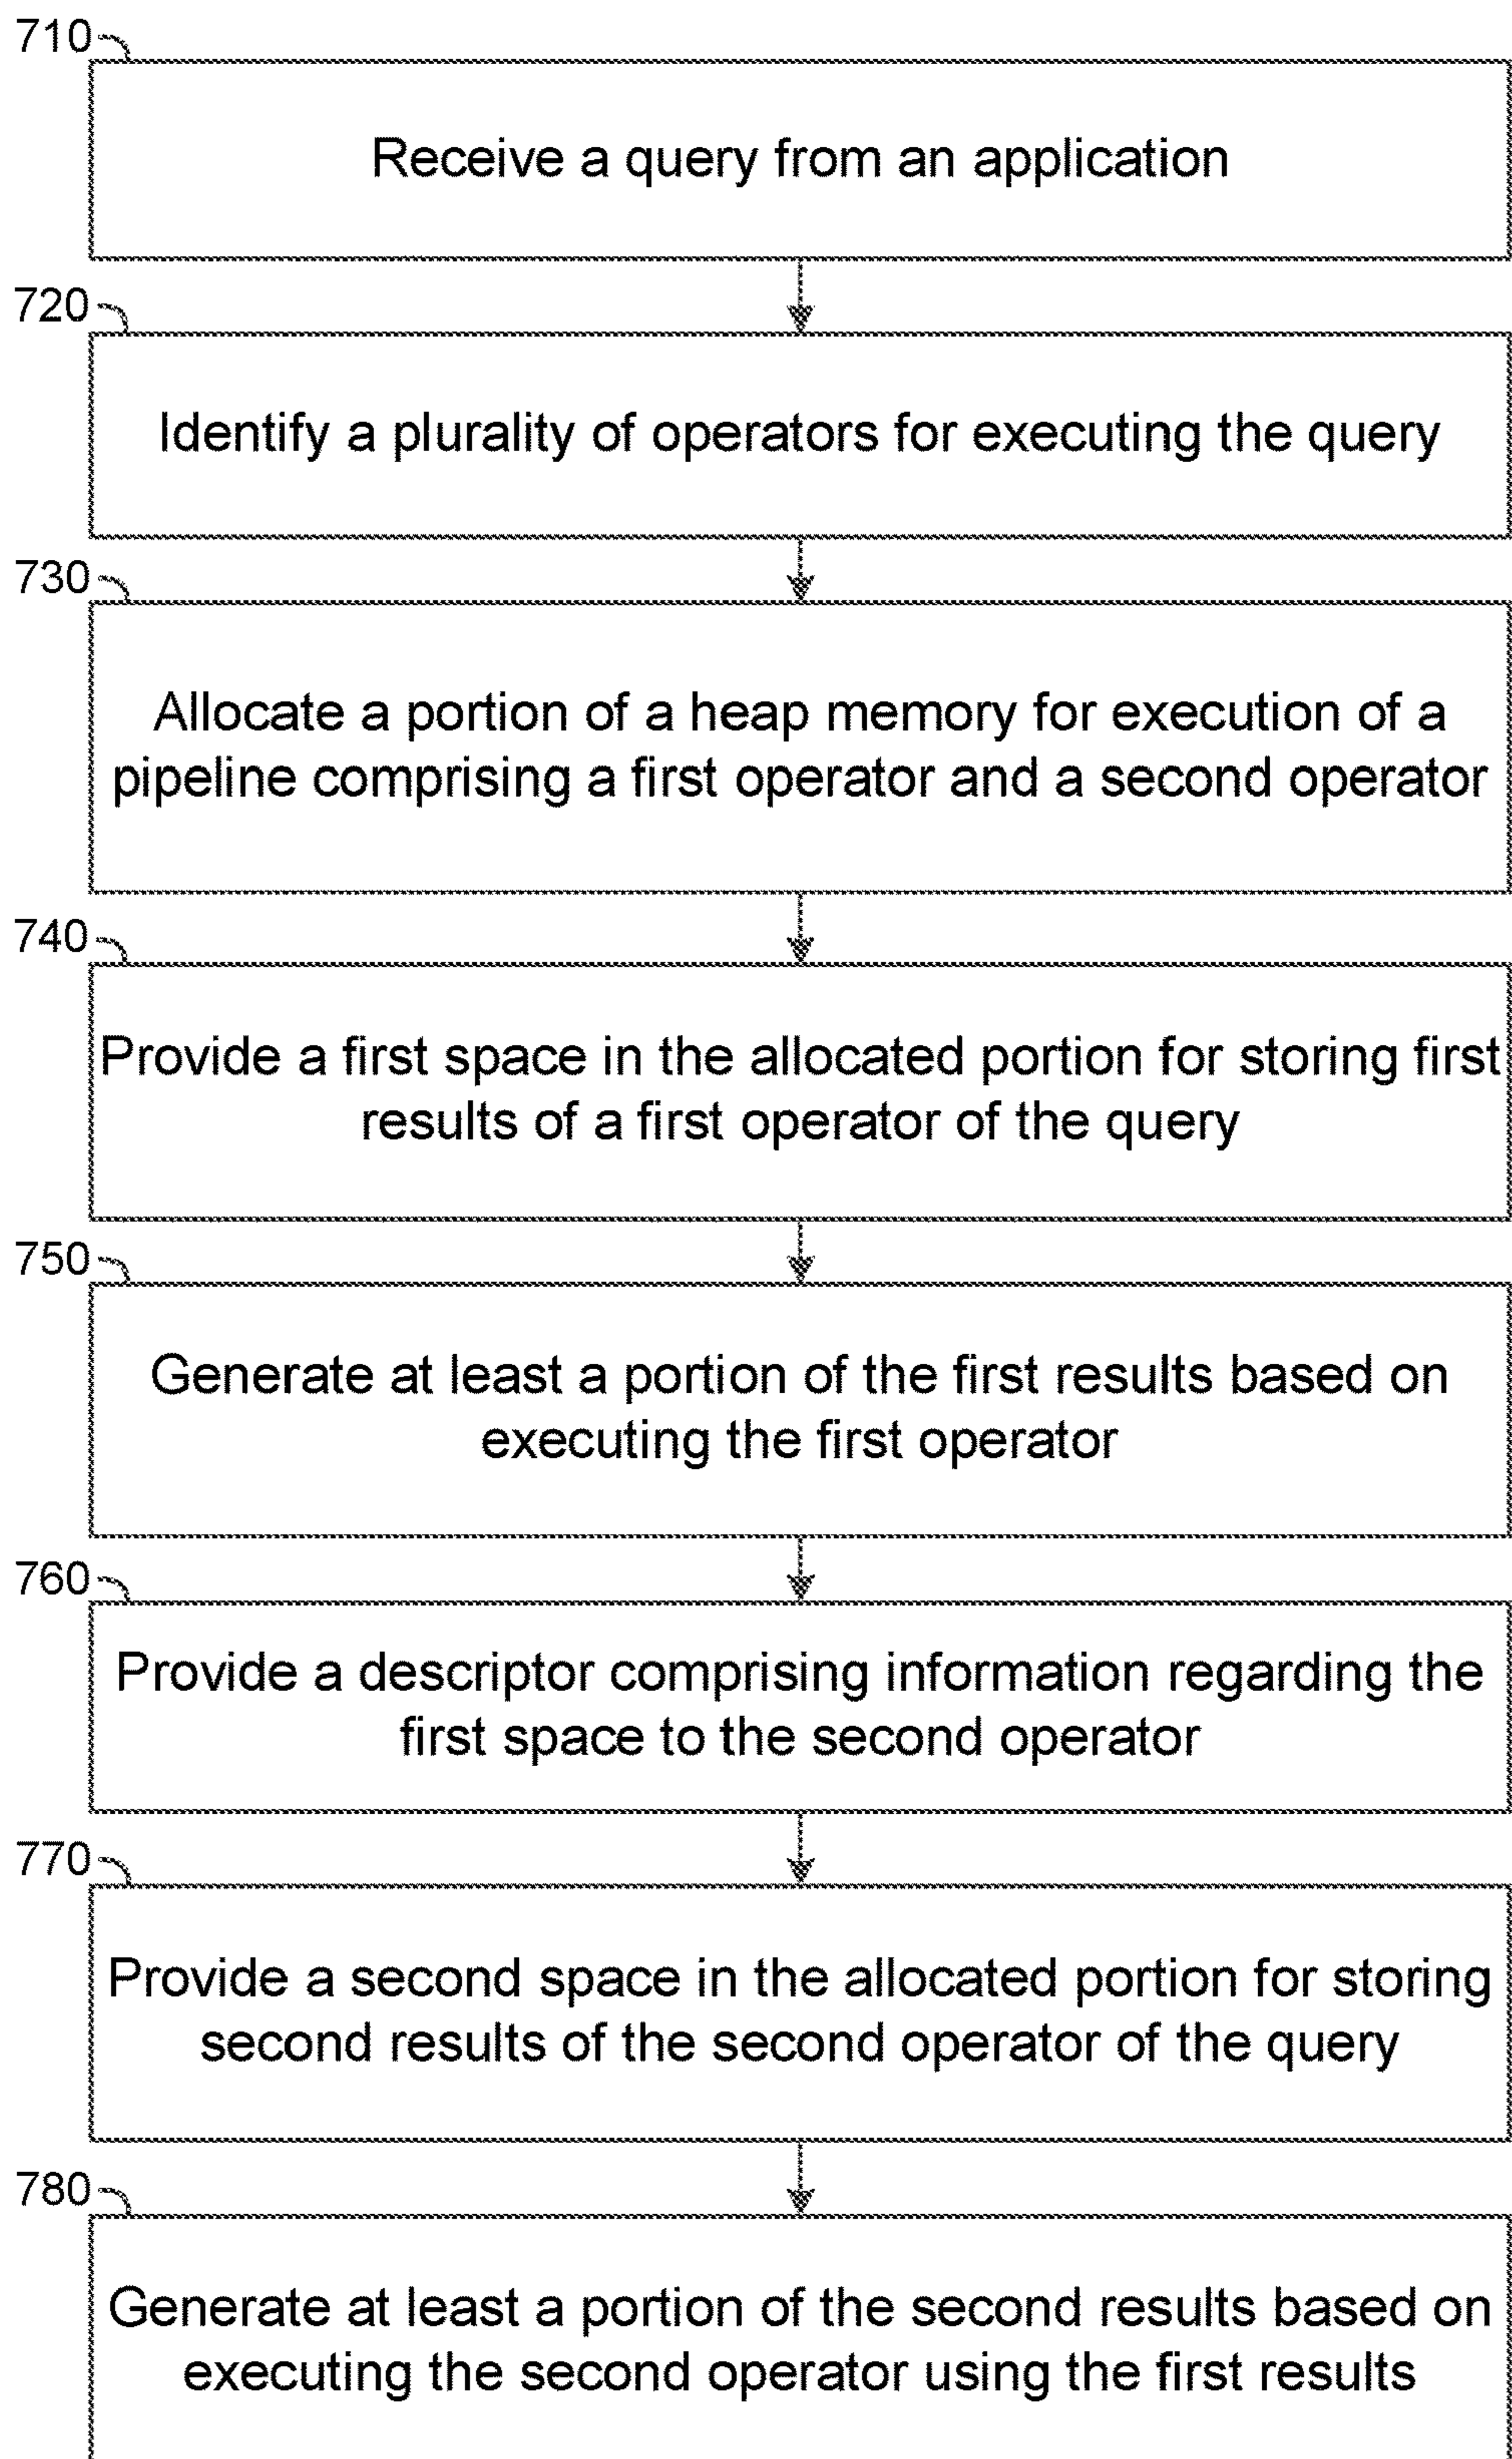 710
Receive a query from an application
720
Identify a plurality of operators for executing the query
730
Allocate a portion of a heap memory for execution of a
pipeline comprising a first operator and a second operator
740
Provide a first space in the allocated portion for storing first
results of a first operator of the query
750
Generate at least a portion of the first results based on
executing the first operator
760
Provide a descriptor comprising information regarding the
first space to the second operator
770
Provide a second space in the allocated portion for storing
second results of the second operator of the query
780
Generate at least a portion of the second results based on
executing the second operator using the first results